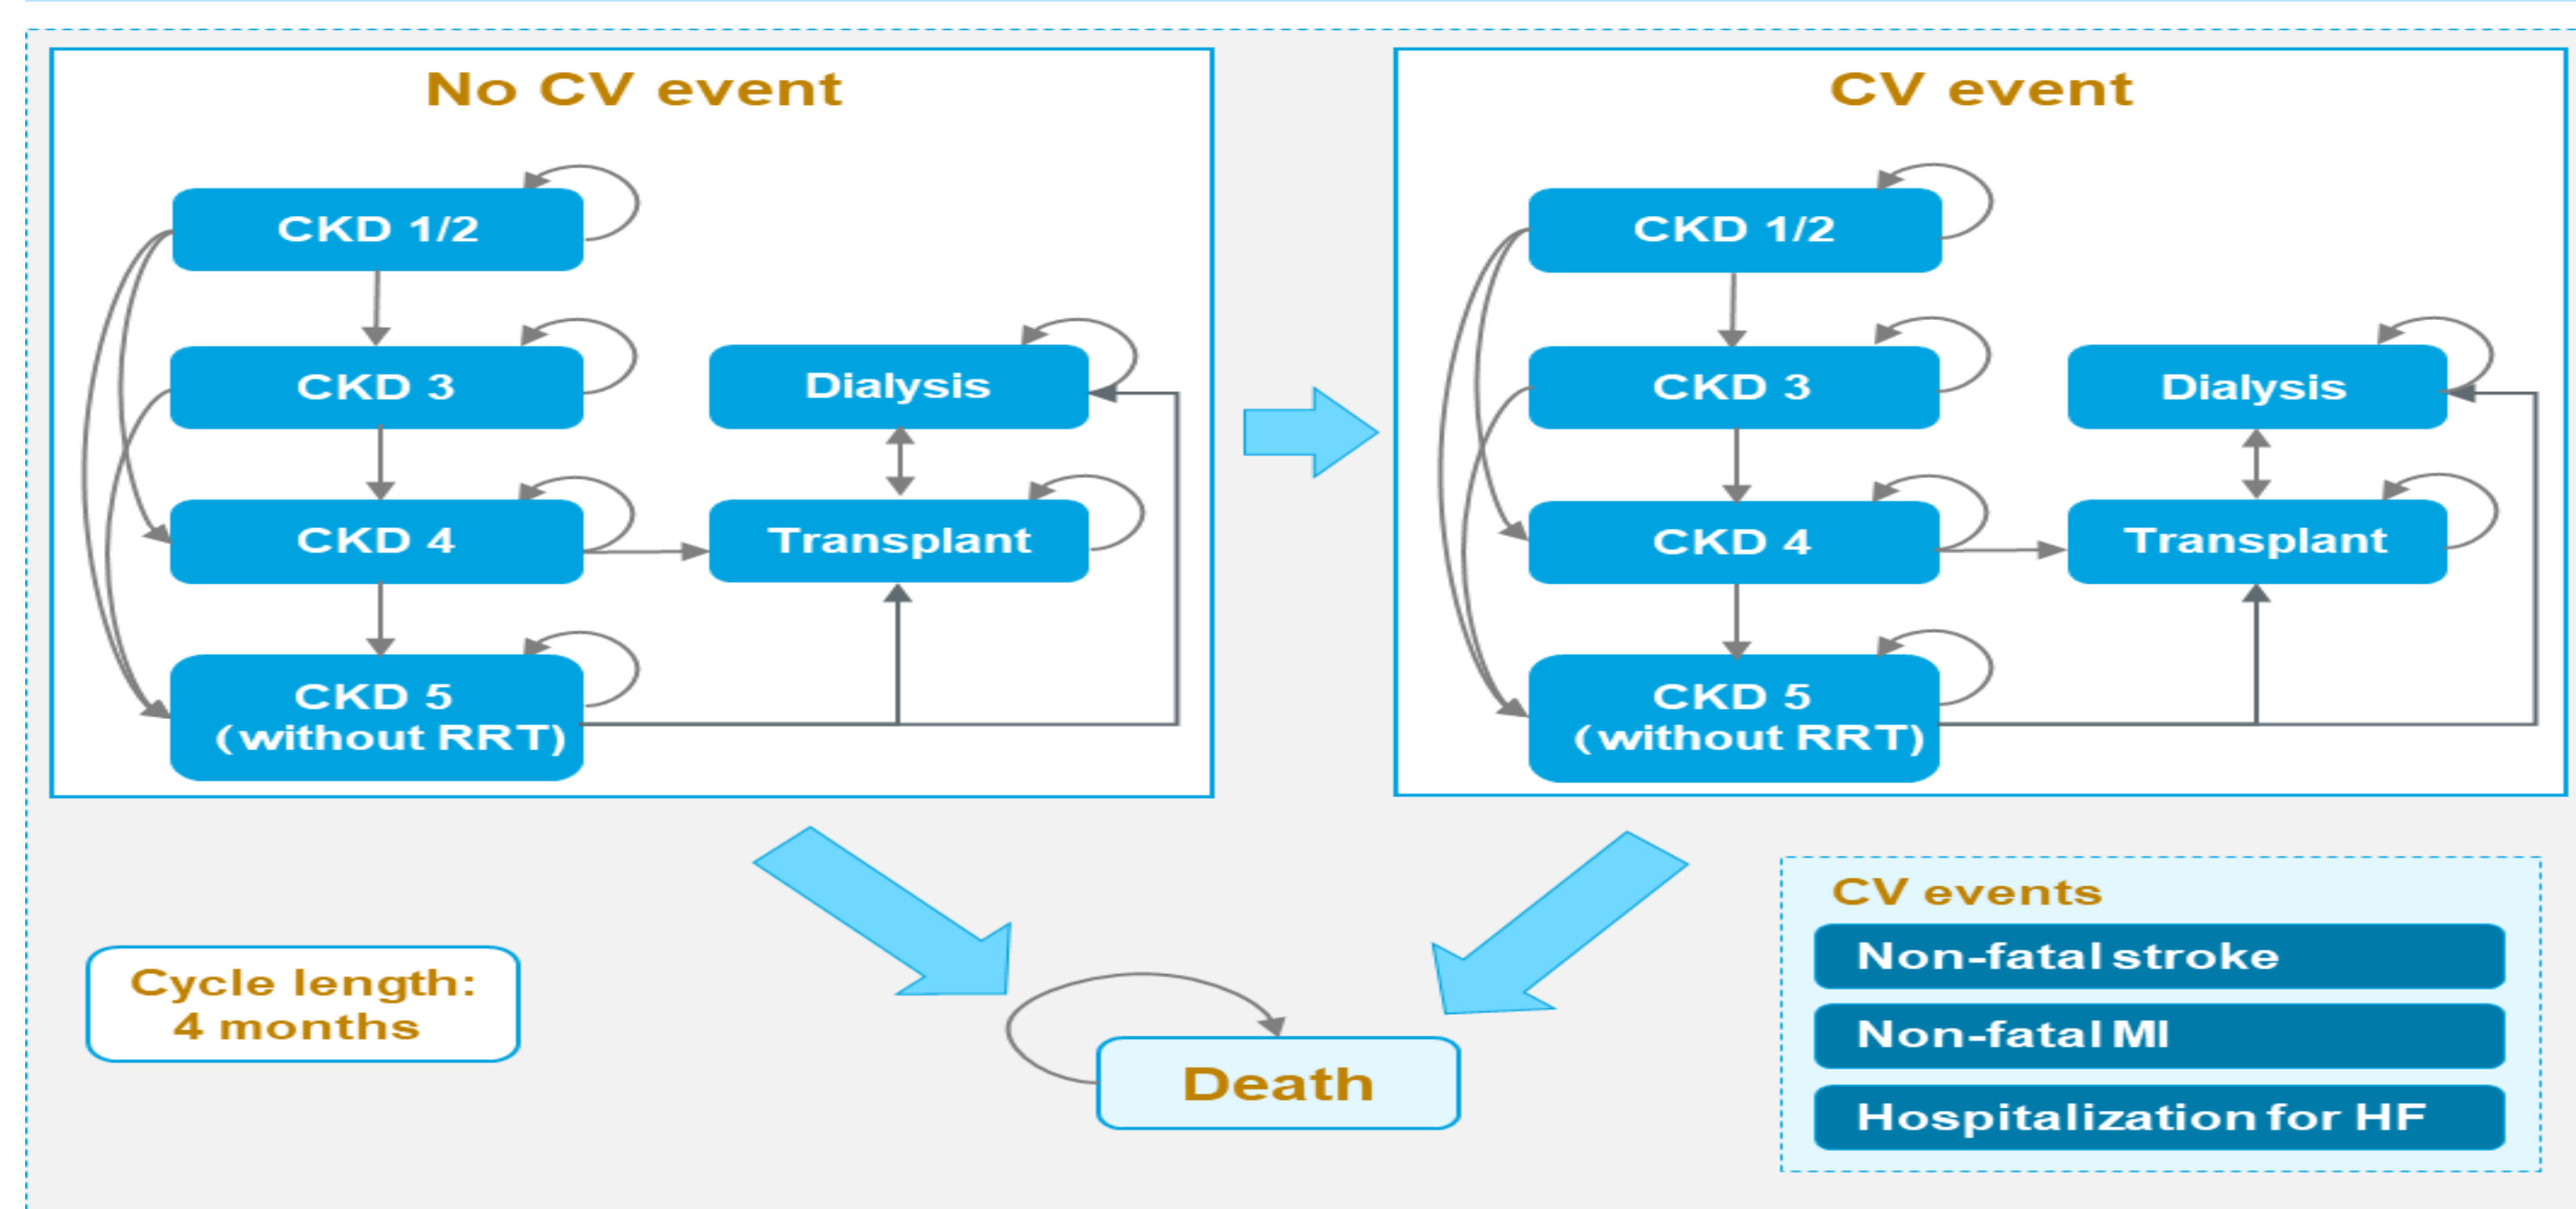 No CV event
CKD 1/2
CKD 3
Dialysis
CKD 4
Transplant
CKD 5
(without RRT)
CV event
CKD 1/2
CKD 3
Dialysis
CKD 4
Transplant
CKD 5
(without RRT)
Cycle length:
4 months
Death
CV events
Non-fatal stroke
Non-fatal MI
Hospitalization for HF